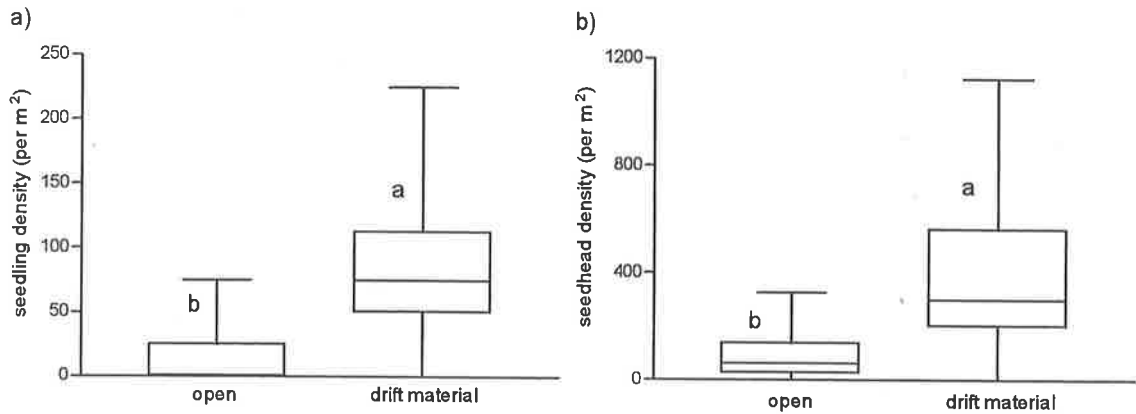 a)
seedling density (per m²)
250
200
150
100
50
0
a
b
open
drift material
b)
seedhead density (per m²)
1200
800
400
0
a
b
open
drift material